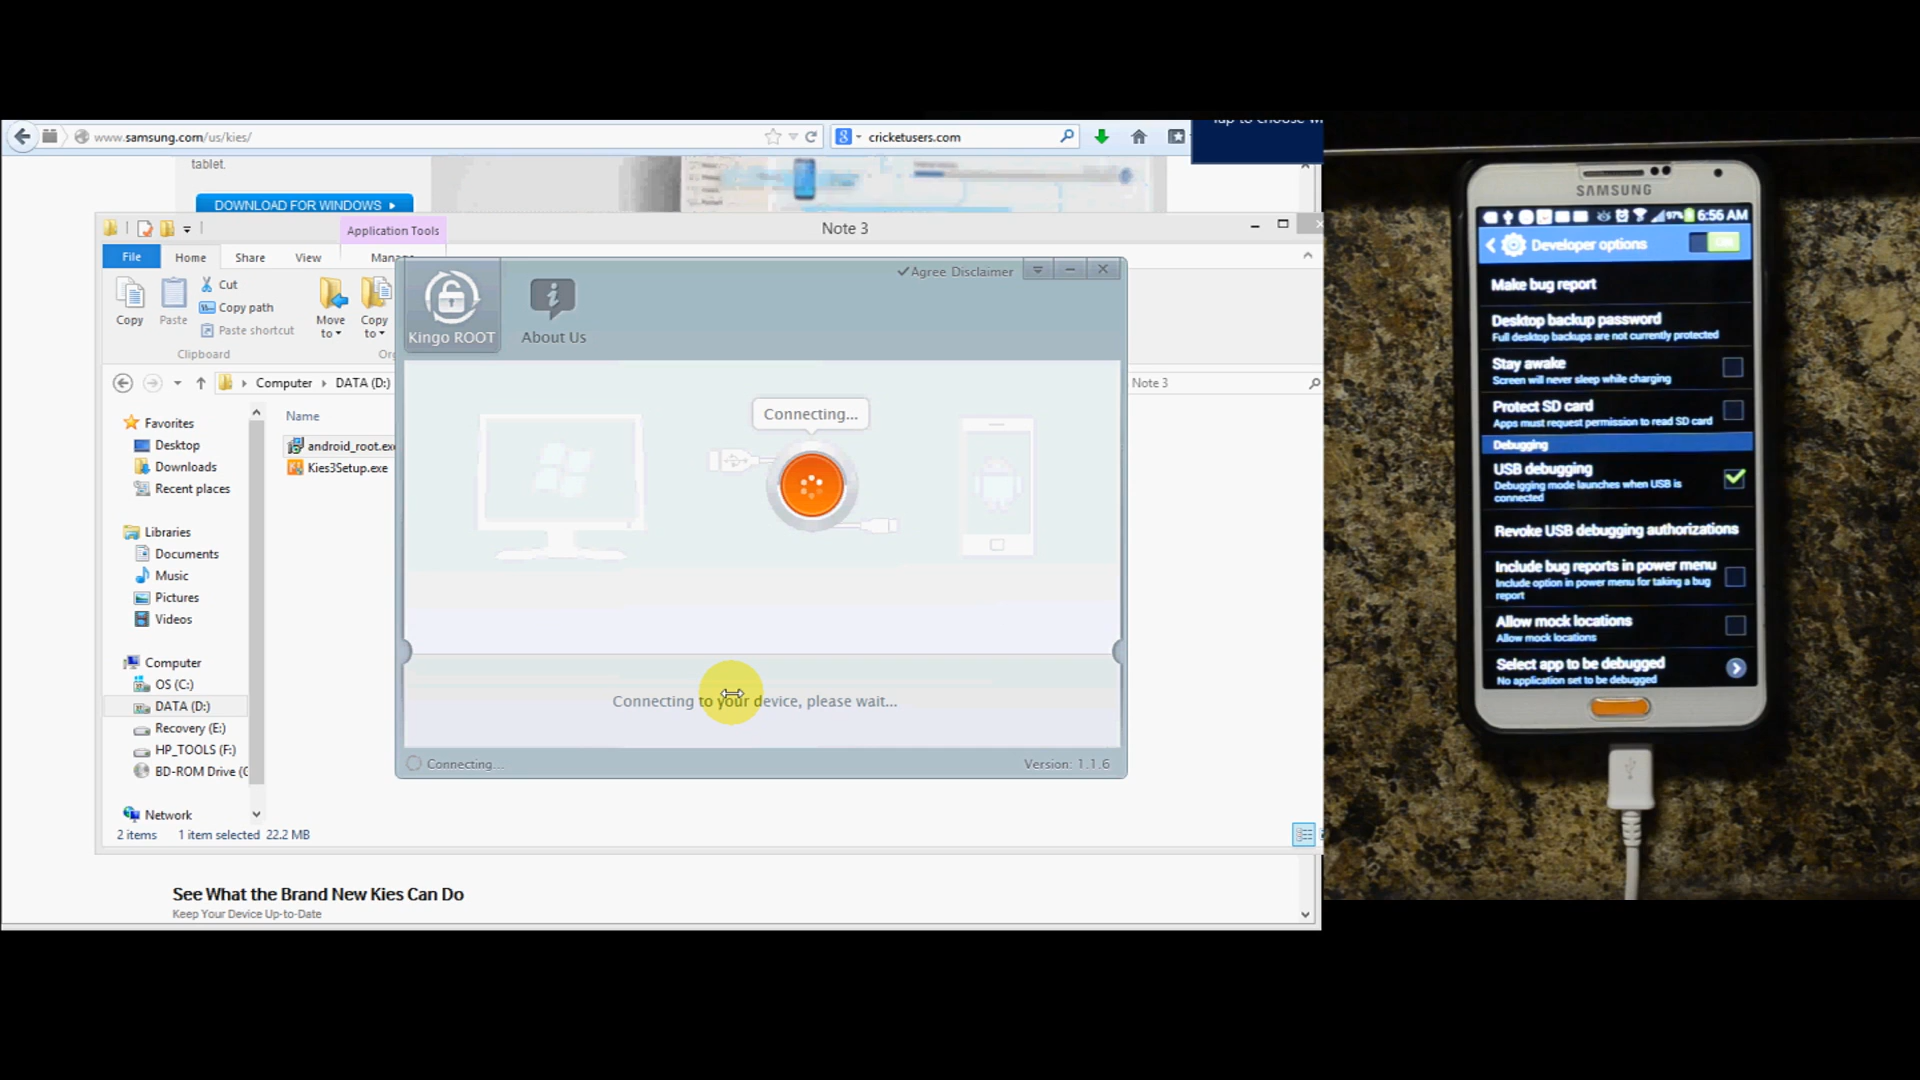 www.samsung.com/us/kies/
cricketusers.com
tablet.
DOWNLOAD FOR WINDOWS
Application Tools
Note 3
File
Home
Share
View
Copy
Paste
Cut
Copy path
Paste shortcut
Clipboard
Move
to
Copy
to
Computer
DATA (D:)
Note 3
Favorites
Desktop
Downloads
Recent places
Libraries
Documents
Music
Pictures
Videos
Computer
OS (C:)
DATA (D:)
Recovery (E:)
HP_TOOLS (F:)
BD-ROM Drive (
Network
2 items
1 item selected 22.2 MB
Name
Kies3Setup.exe
Kingo ROOT
About Us
Agree Disclaimer
Connecting...
Connecting to your device, please wait...
Connecting...
Version: 1.1.6
See What the Brand New Kies Can Do
Keep Your Device Up-to-Date
SAMSUNG
97% 6:56 AM
Developer options
Make bug report
Desktop backup password
Full desktop backups are not currently protected
Stay awake
Screen will never sleep while charging
Protect SD card
Apps must request permission to read SD card
Debugging
USB debugging
Debugging mode launches when USB is
connected
Revoke USB debugging authorizations
Include bug reports in power menu
Include option in power menu for taking a bug
report
Allow mock locations
Allow mock locations
Select app to be debugged
No application set to be debugged